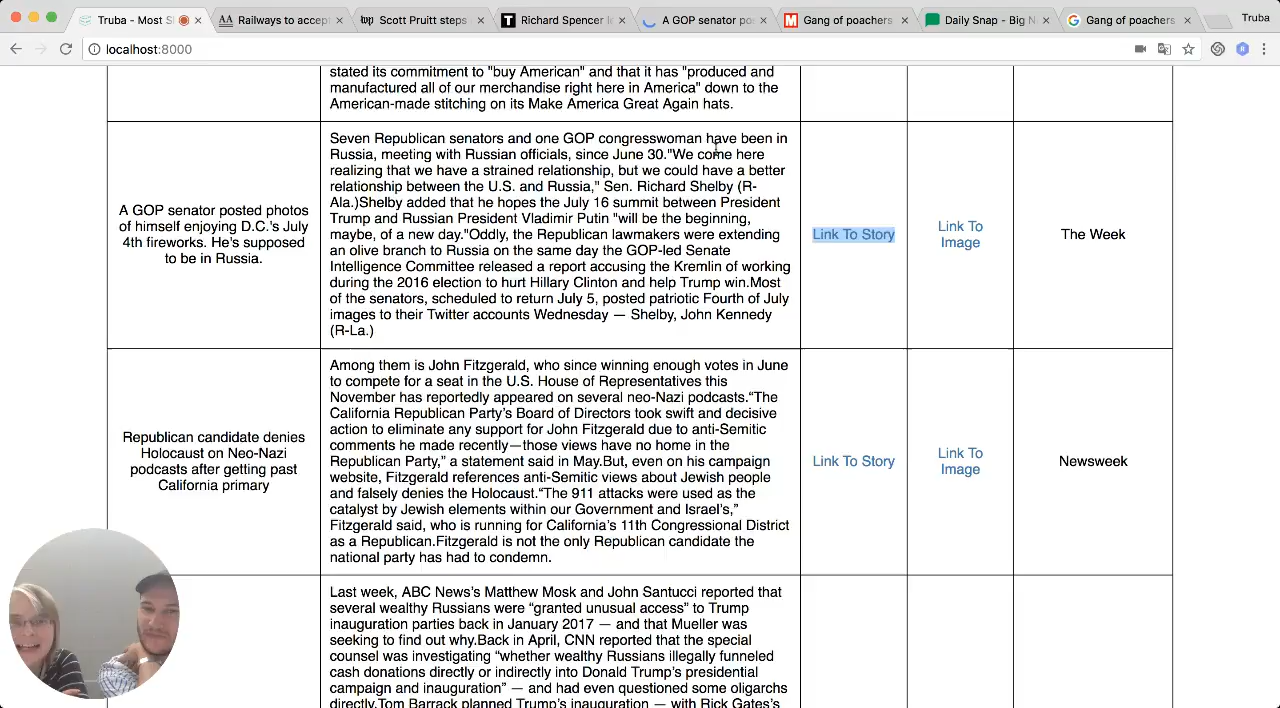 Truba - Most S
Railways to accept
Scott Pruitt steps
Richard Spencer
A GOP senator po
Gang of poachers
Daily Snap - Big N
Gang of poachers
Truba
localhost:8000
stated its commitment to "buy American" and that it has "produced and
manufactured all of our merchandise right here in America" down to the
American-made stitching on its Make America Great Again hats.
A GOP senator posted photos
of himself enjoying D.C.'s July
4th fireworks. He's supposed
to be in Russia.
Seven Republican senators and one GOP congresswoman have been in
Russia, meeting with Russian officials, since June 30."We come here
realizing that we have a strained relationship, but we could have a better
relationship between the U.S. and Russia," Sen. Richard Shelby (R-
Ala.)Shelby added that he hopes the July 16 summit between President
Trump and Russian President Vladimir Putin "will be the beginning,
maybe, of a new day."Oddly, the Republican lawmakers were extending
an olive branch to Russia on the same day the GOP-led Senate
Intelligence Committee released a report accusing the Kremlin of working
during the 2016 election to hurt Hillary Clinton and help Trump win.Most
of the senators, scheduled to return July 5, posted patriotic Fourth of July
images to their Twitter accounts Wednesday — Shelby, John Kennedy
(R-La.)
Link To Story
Link To
Image
The Week
Republican candidate denies
Holocaust on Neo-Nazi
podcasts after getting past
California primary
Among them is John Fitzgerald, who since winning enough votes in June
to compete for a seat in the U.S. House of Representatives this
November has reportedly appeared on several neo-Nazi podcasts.“The
California Republican Party’s Board of Directors took swift and decisive
action to eliminate any support for John Fitzgerald due to anti-Semitic
comments he made recently—those views have no home in the
Republican Party,” a statement said in May.But, even on his campaign
website, Fitzgerald references anti-Semitic views about Jewish people
and falsely denies the Holocaust.“The 911 attacks were used as the
catalyst by Jewish elements within our Government and Israel’s,”
Fitzgerald said, who is running for California’s 11th Congressional District
as a Republican.Fitzgerald is not the only Republican candidate the
national party has had to condemn.
Link To Story
Link To
Image
Newsweek
Last week, ABC News’s Matthew Mosk and John Santucci reported that
several wealthy Russians were “granted unusual access” to Trump
inauguration parties back in January 2017 — and that Mueller was
seeking to find out why.Back in April, CNN reported that the special
counsel was investigating “whether wealthy Russians illegally funneled
cash donations directly or indirectly into Donald Trump’s presidential
campaign and inauguration” — and had even questioned some oligarchs
directly.Tom Barrack planned Trump’s inauguration — with Rick Gates’s